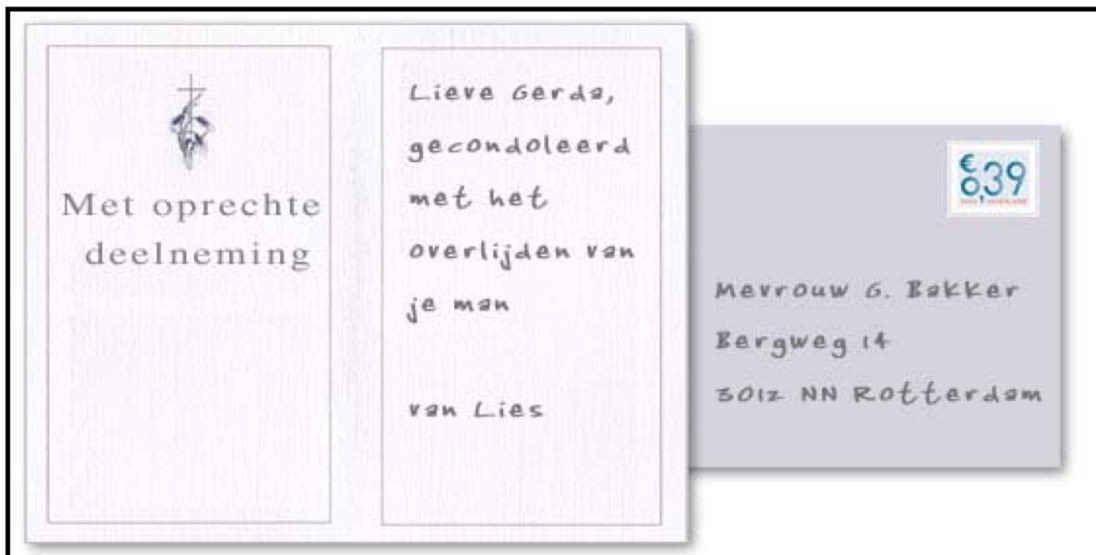 Met oprechte
deelneming
Lieve Gerda,
gecondoleerd
met het
overlijden van
je man
van Lies
€0,39
Mevrouw G. Bakker
Bergweg 14
3012 NN Rotterdam